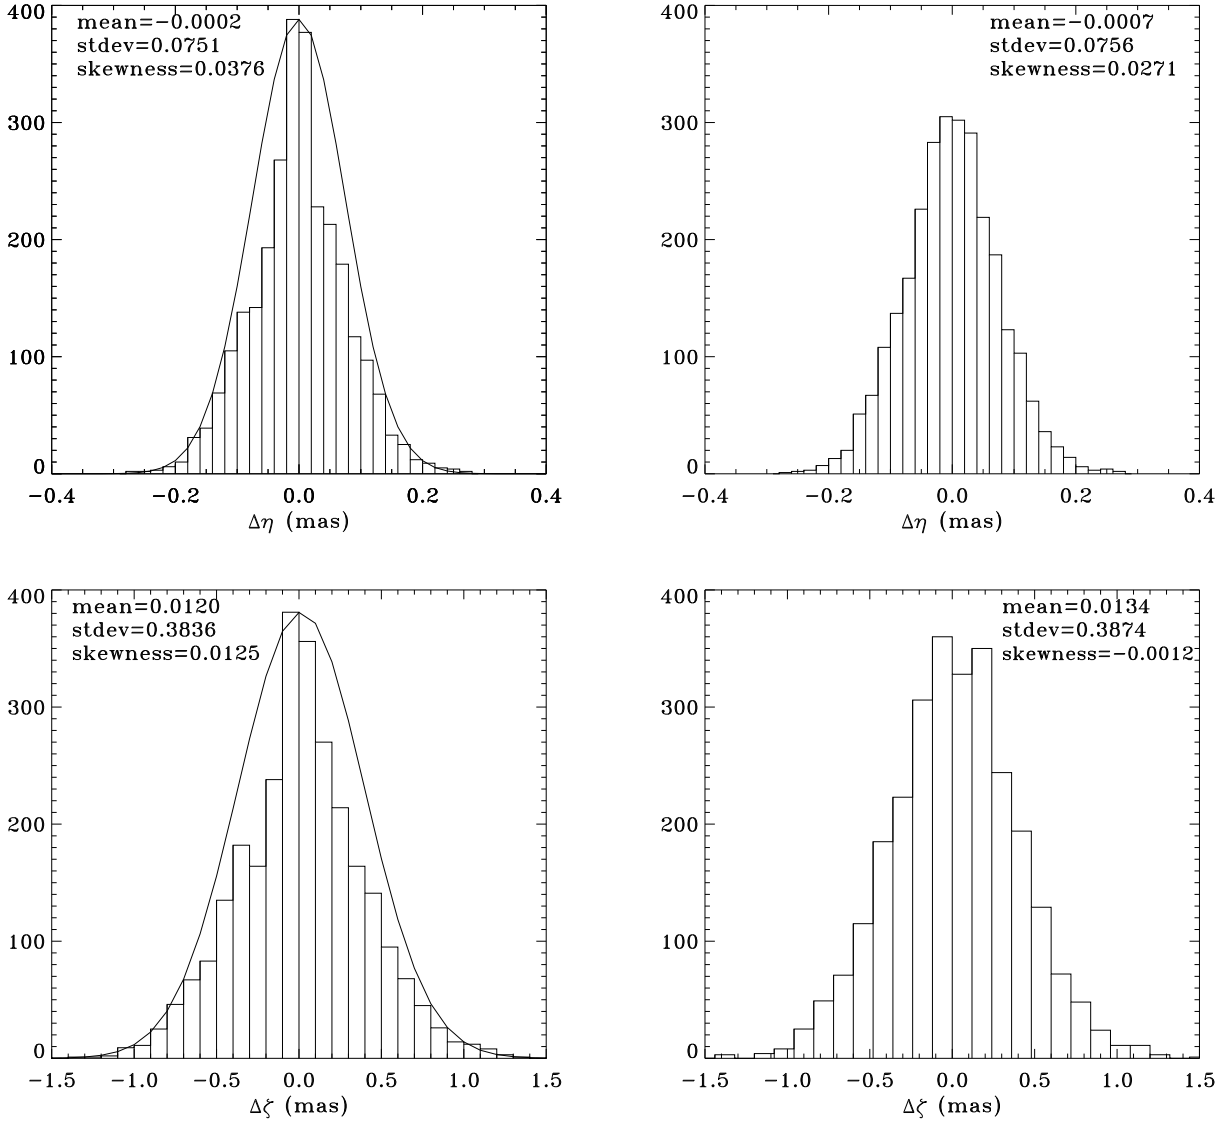 400
300
200
100
0
mean=−0.0002
stdev=0.0751
skewness=0.0376
−0.4 −0.2 0.0 0.2 0.4
Δη (mas)
400
300
200
100
0
mean=−0.0007
stdev=0.0756
skewness=0.0271
−0.4 −0.2 0.0 0.2 0.4
Δη (mas)
400
300
200
100
0
mean=0.0120
stdev=0.3836
skewness=0.0125
−1.5 −1.0 −0.5 0.0 0.5 1.0 1.5
Δζ (mas)
400
300
200
100
0
mean=0.0134
stdev=0.3874
skewness=−0.0012
−1.5 −1.0 −0.5 0.0 0.5 1.0 1.5
Δζ (mas)